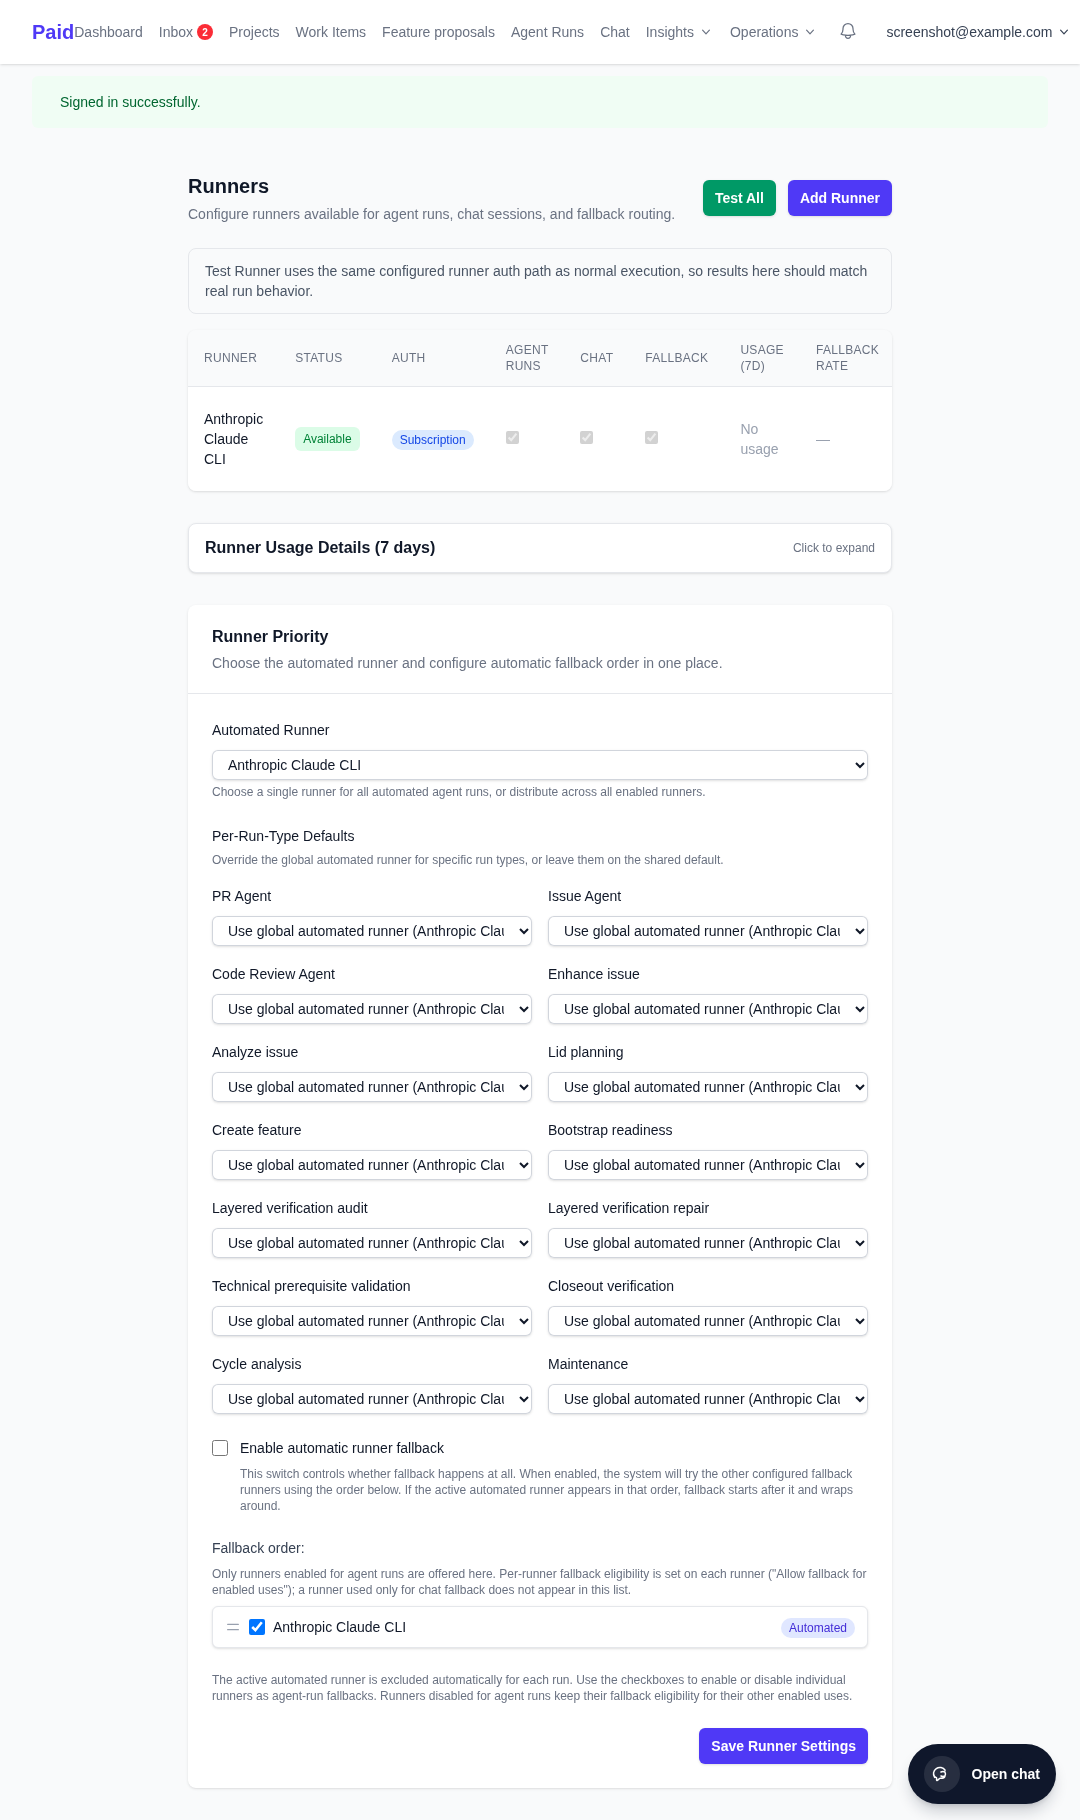 Paid Dashboard Inbox 2 Projects Work Items Feature proposals Agent Runs Chat Insights Operations screenshot@example.com
Signed in successfully.
Runners
Configure runners available for agent runs, chat sessions, and fallback routing.
Test All
Add Runner
Test Runner uses the same configured runner auth path as normal execution, so results here should match
real run behavior.
RUNNER STATUS AUTH AGENT RUNS CHAT FALLBACK USAGE (7D) FALLBACK RATE
Anthropic
Claude
CLI
Available
Subscription
No
usage
—
Runner Usage Details (7 days)
Click to expand
Runner Priority
Choose the automated runner and configure automatic fallback order in one place.
Automated Runner
Anthropic Claude CLI
Choose a single runner for all automated agent runs, or distribute across all enabled runners.
Per-Run-Type Defaults
Override the global automated runner for specific run types, or leave them on the shared default.
PR Agent Issue Agent
Use global automated runner (Anthropic Clau Use global automated runner (Anthropic Clau
Code Review Agent Enhance issue
Use global automated runner (Anthropic Clau Use global automated runner (Anthropic Clau
Analyze issue Lid planning
Use global automated runner (Anthropic Clau Use global automated runner (Anthropic Clau
Create feature Bootstrap readiness
Use global automated runner (Anthropic Clau Use global automated runner (Anthropic Clau
Layered verification audit Layered verification repair
Use global automated runner (Anthropic Clau Use global automated runner (Anthropic Clau
Technical prerequisite validation Closeout verification
Use global automated runner (Anthropic Clau Use global automated runner (Anthropic Clau
Cycle analysis Maintenance
Use global automated runner (Anthropic Clau Use global automated runner (Anthropic Clau
Enable automatic runner fallback
This switch controls whether fallback happens at all. When enabled, the system will try the other configured fallback
runners using the order below. If the active automated runner appears in that order, fallback starts after it and wraps
around.
Fallback order:
Only runners enabled for agent runs are offered here. Per-runner fallback eligibility is set on each runner ("Allow fallback for
enabled uses"); a runner used only for chat fallback does not appear in this list.
Anthropic Claude CLI
Automated
The active automated runner is excluded automatically for each run. Use the checkboxes to enable or disable individual
runners as agent-run fallbacks. Runners disabled for agent runs keep their fallback eligibility for their other enabled uses.
Save Runner Settings
Open chat